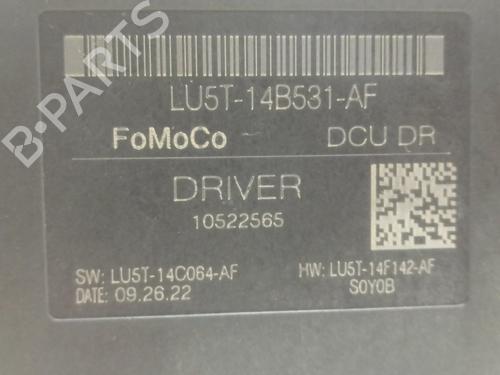 LU5T-14B531-AF
FoMoCo - DCU DR
DRIVER
10522565
SW: LU5T-14C064-AF HW: LU5T-14F142-AF
DATE: 09.26.22 S0Y0B
B-PARTS